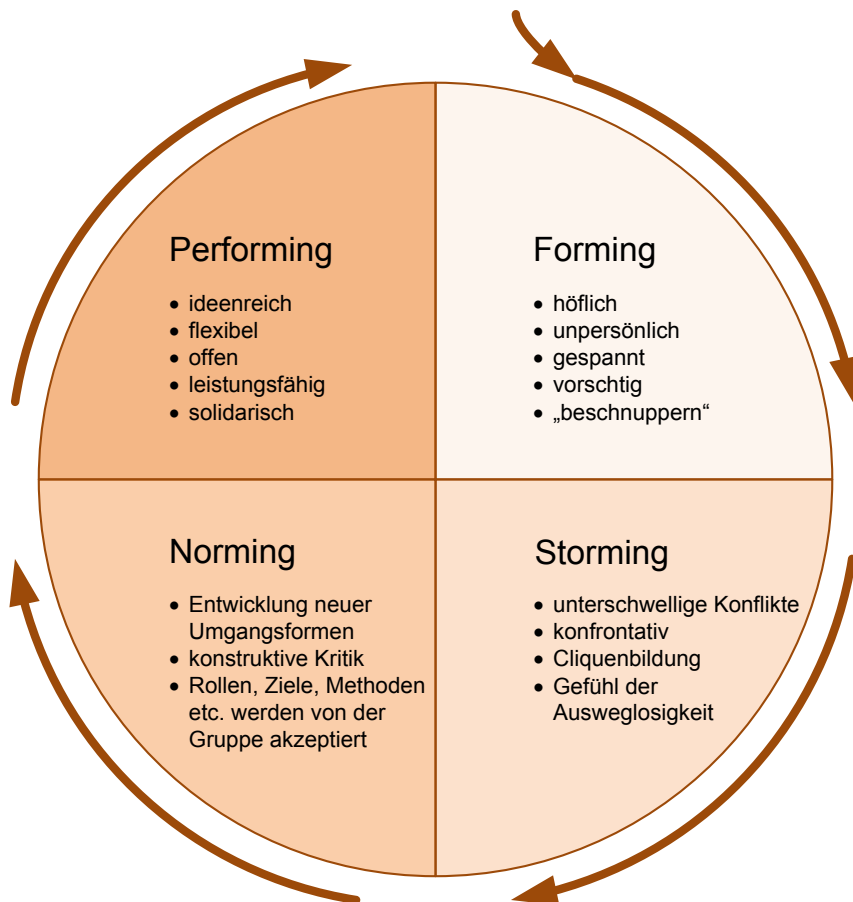 Performing
• ideenreich
• flexibel
• offen
• leistungsfähig
• solidarisch
Forming
• höflich
• unpersönlich
• gespannt
• vorschtig
• „beschnuppern“
Norming
• Entwicklung neuer
Umgangsformen
• konstruktive Kritik
• Rollen, Ziele, Methoden
etc. werden von der
Gruppe akzeptiert
Storming
• unterschwellige Konflikte
• konfrontativ
• Cliquenbildung
• Gefühl der
Ausweglosigkeit